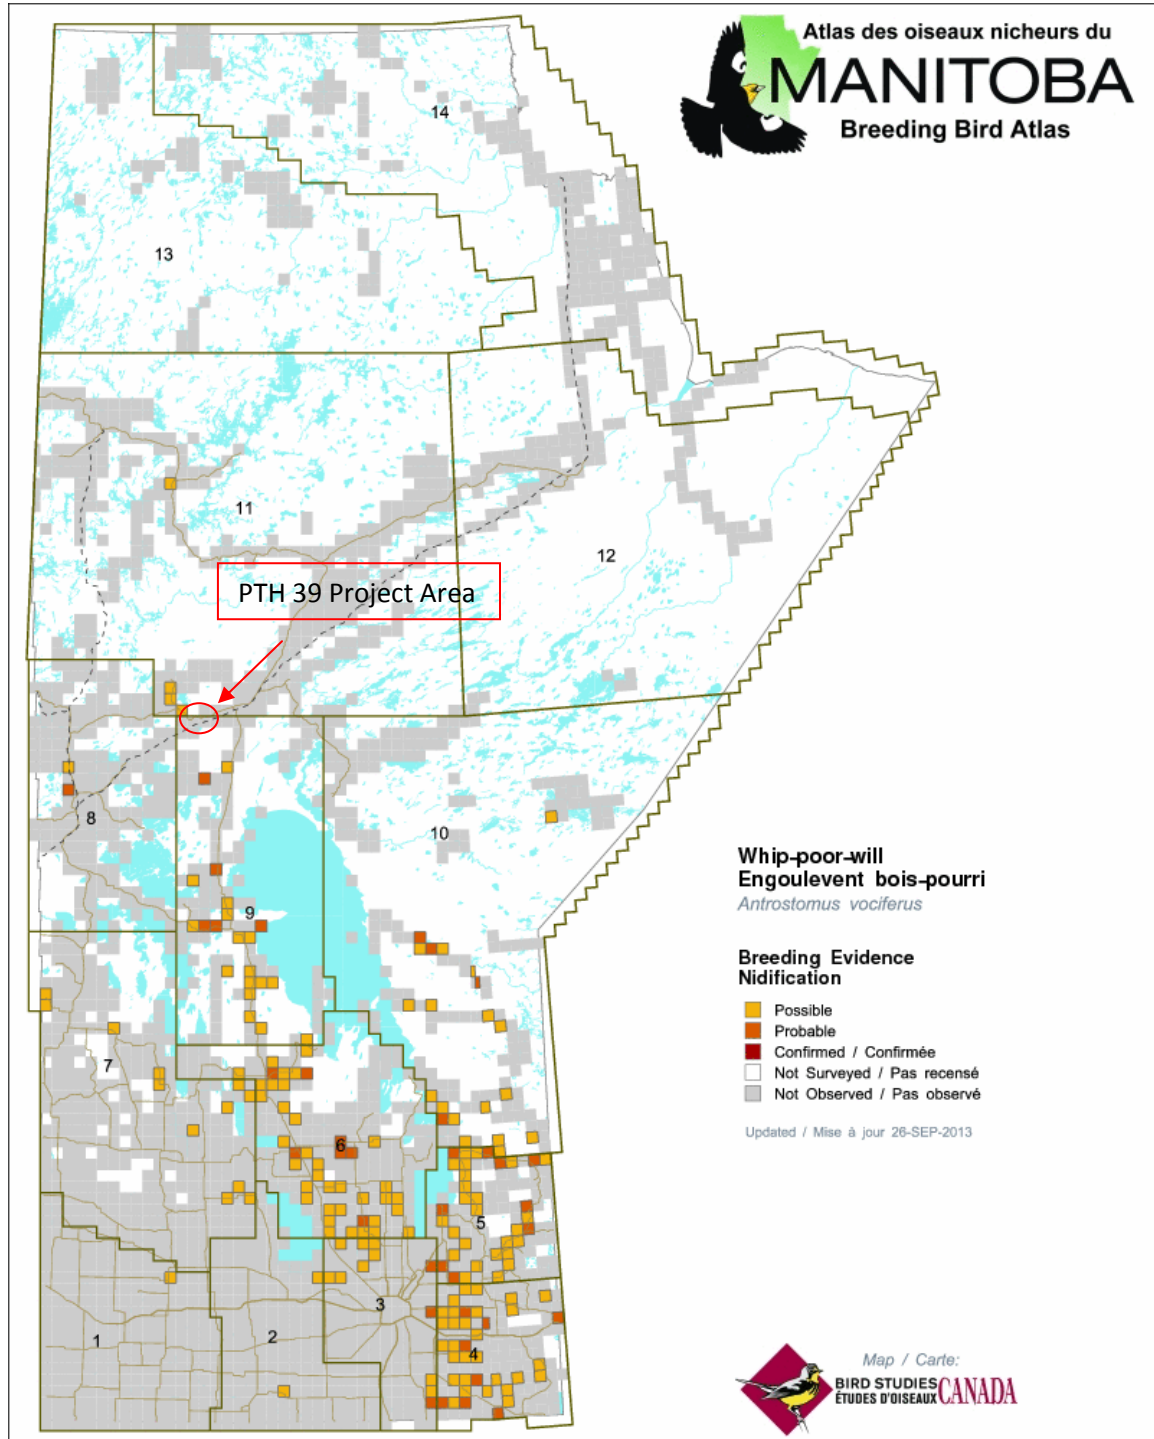 Atlas des oiseaux nicheurs du
MANITOBA
Breeding Bird Atlas
14
13
11
12
PTH 39 Project Area
8
10
9
7
6
5
3
1
2
4
Whip-poor-will
Engoulevent bois-pourri
Antrostomus vociferus
Breeding Evidence
Nidification
Possible
Probable
Confirmed / Confirmée
Not Surveyed / Pas recensé
Not Observed / Pas observé
Updated / Mise à jour 26-SEP-2013
Map / Carte:
BIRD STUDIES
ÉTUDES D'OISEAUX CANADA